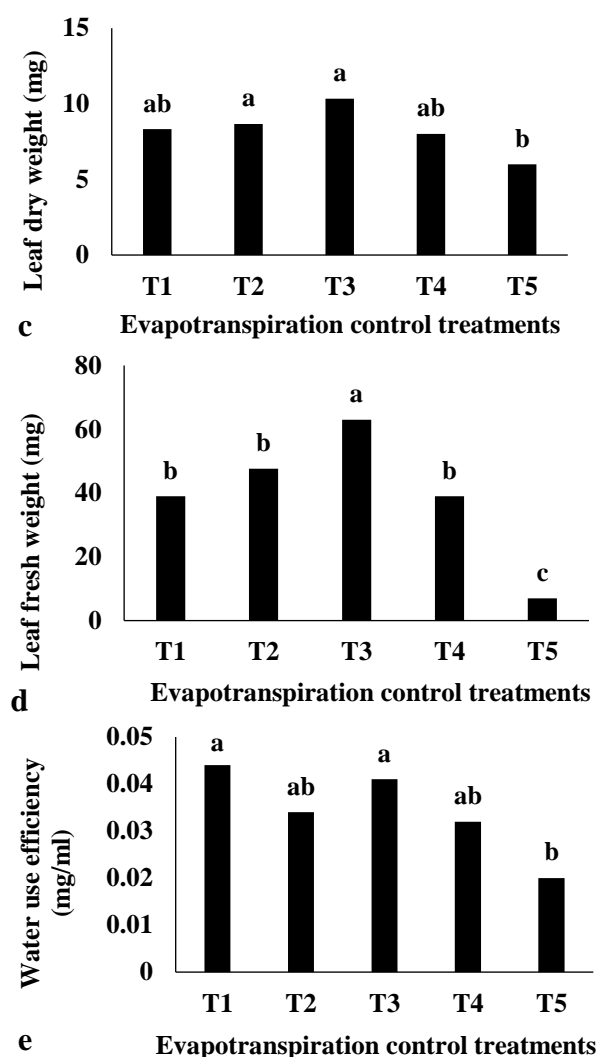 Leaf dry weight (mg)
15
10
5
0
ab
a
a
ab
b
T1 T2 T3 T4 T5
c Evapotranspiration control treatments
Leaf fresh weight (mg)
80
60
40
20
0
b
b
a
b
c
T1 T2 T3 T4 T5
d Evapotranspiration control treatments
Water use efficiency
(mg/ml)
0.05
0.04
0.03
0.02
0.01
0
a
ab
a
ab
b
T1 T2 T3 T4 T5
e Evapotranspiration control treatments